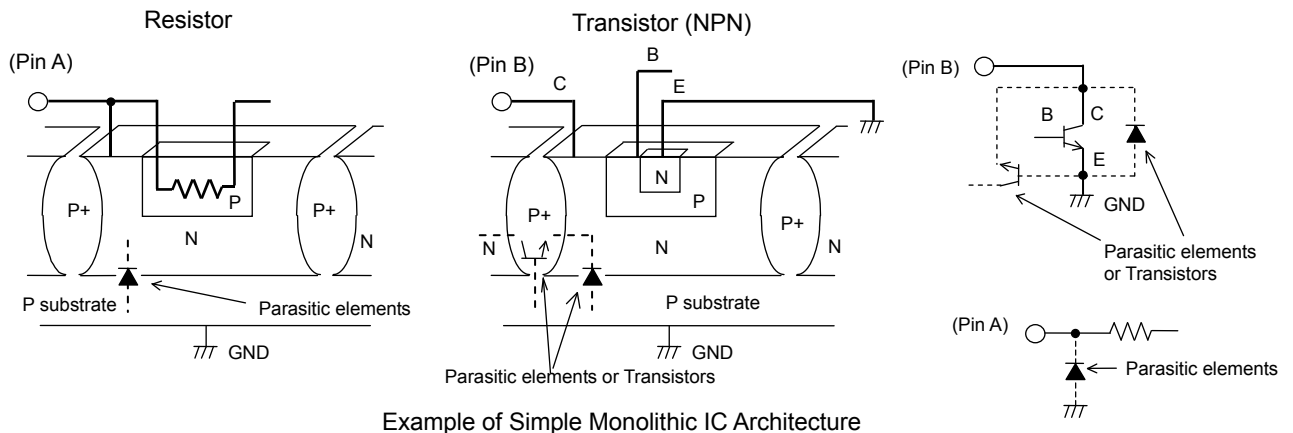 Resistor
(Pin A)
P+
P
N
P+
N
P substrate
Parasitic elements
GND
Transistor (NPN)
(Pin B)
C
B
E
N
P
P+
N
N
P+
N
P substrate
GND
Parasitic elements or Transistors
(Pin B)
B
C
E
GND
Parasitic elements
or Transistors
(Pin A)
Parasitic elements
Example of Simple Monolithic IC Architecture